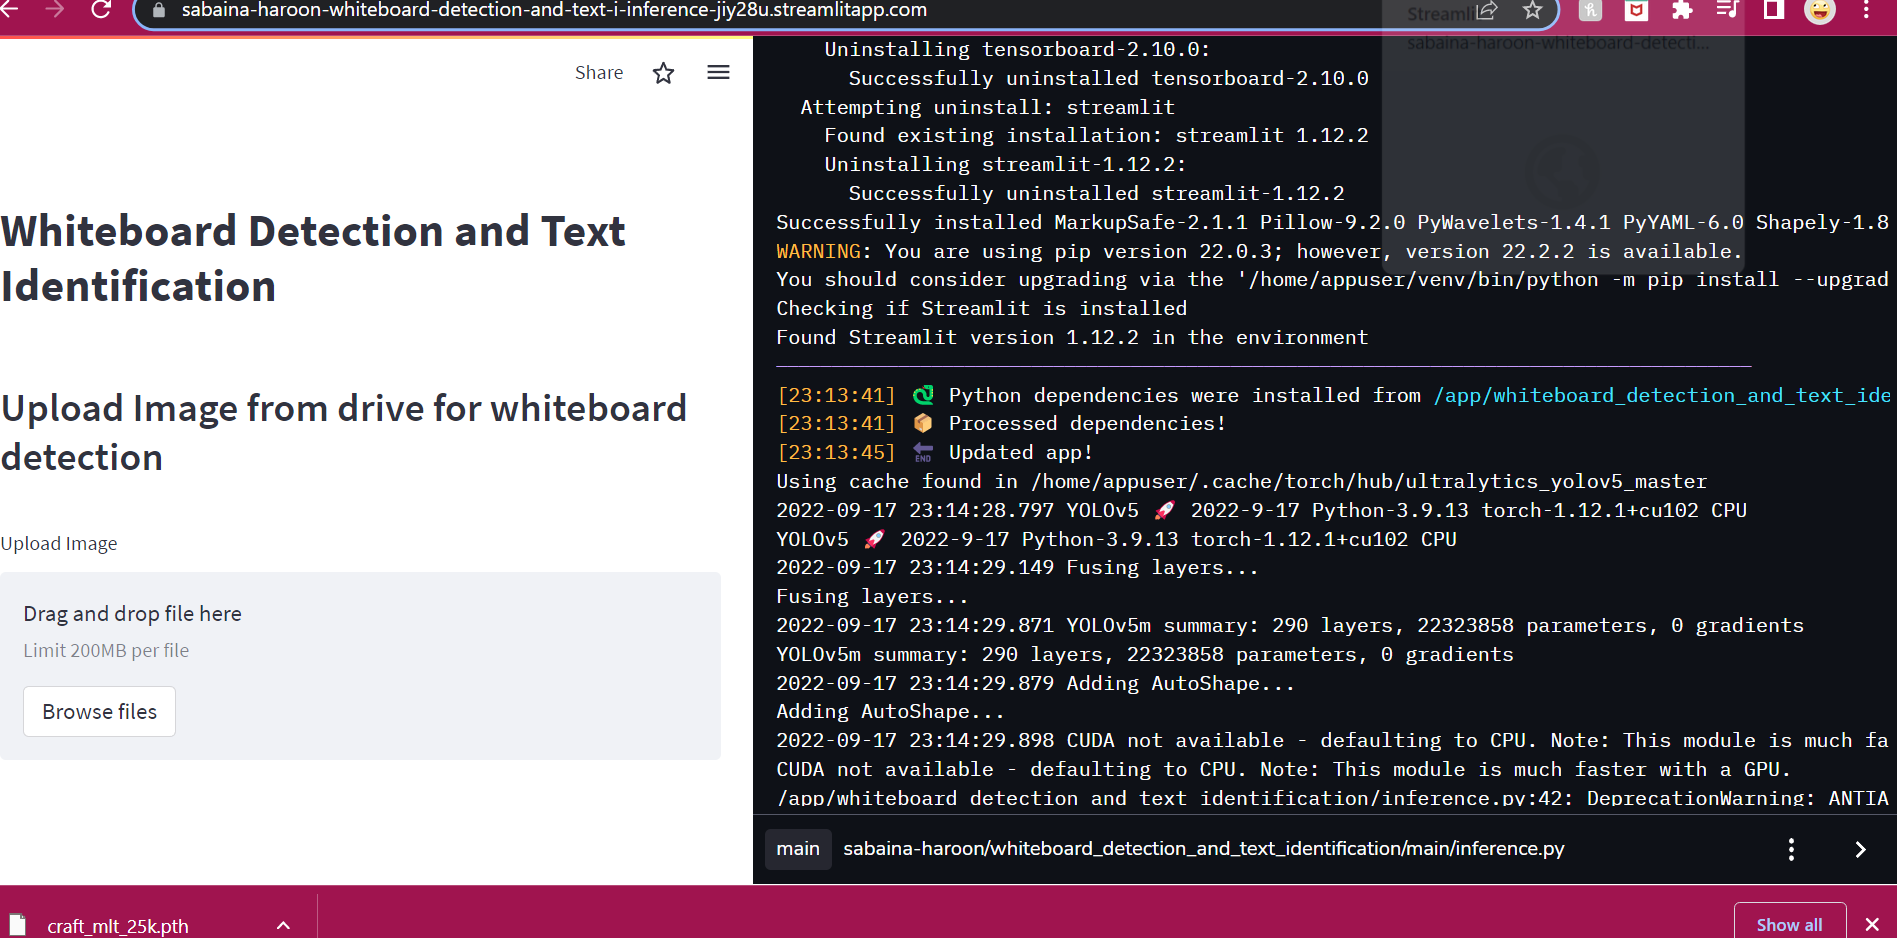 sabaina-haroon-whiteboard-detection-and-text-i-inference-jiy28u.streamlitapp.com
Streamli
sabaina-haroon-whiteboard-detecti...
Share
Whiteboard Detection and Text
Identification
Upload Image from drive for whiteboard
detection
Upload Image
Drag and drop file here
Limit 200MB per file
Browse files
Uninstalling tensorboard-2.10.0:
Successfully uninstalled tensorboard-2.10.0
Attempting uninstall: streamlit
Found existing installation: streamlit 1.12.2
Uninstalling streamlit-1.12.2:
Successfully uninstalled streamlit-1.12.2
Successfully installed MarkupSafe-2.1.1 Pillow-9.2.0 PyWavelets-1.4.1 PyYAML-6.0 Shapely-1.8
WARNING: You are using pip version 22.0.3; however, version 22.2.2 is available.
You should consider upgrading via the '/home/appuser/venv/bin/python -m pip install --upgrad
Checking if Streamlit is installed
Found Streamlit version 1.12.2 in the environment
[23:13:41] 🐍 Python dependencies were installed from /app/whiteboard_detection_and_text_ide
[23:13:41] 📦 Processed dependencies!
[23:13:45] 🔚 Updated app!
Using cache found in /home/appuser/.cache/torch/hub/ultralytics_yolov5_master
2022-09-17 23:14:28.797 YOLOv5 🚀 2022-9-17 Python-3.9.13 torch-1.12.1+cu102 CPU
YOLOv5 🚀 2022-9-17 Python-3.9.13 torch-1.12.1+cu102 CPU
2022-09-17 23:14:29.149 Fusing layers...
Fusing layers...
2022-09-17 23:14:29.871 YOLOv5m summary: 290 layers, 22323858 parameters, 0 gradients
YOLOv5m summary: 290 layers, 22323858 parameters, 0 gradients
2022-09-17 23:14:29.879 Adding AutoShape...
Adding AutoShape...
2022-09-17 23:14:29.898 CUDA not available - defaulting to CPU. Note: This module is much fa
CUDA not available - defaulting to CPU. Note: This module is much faster with a GPU.
/app/whiteboard_detection_and_text_identification/inference.py:42: DeprecationWarning: ANTIA
main sabaina-haroon/whiteboard_detection_and_text_identification/main/inference.py
craft_mlt_25k.pth
Show all